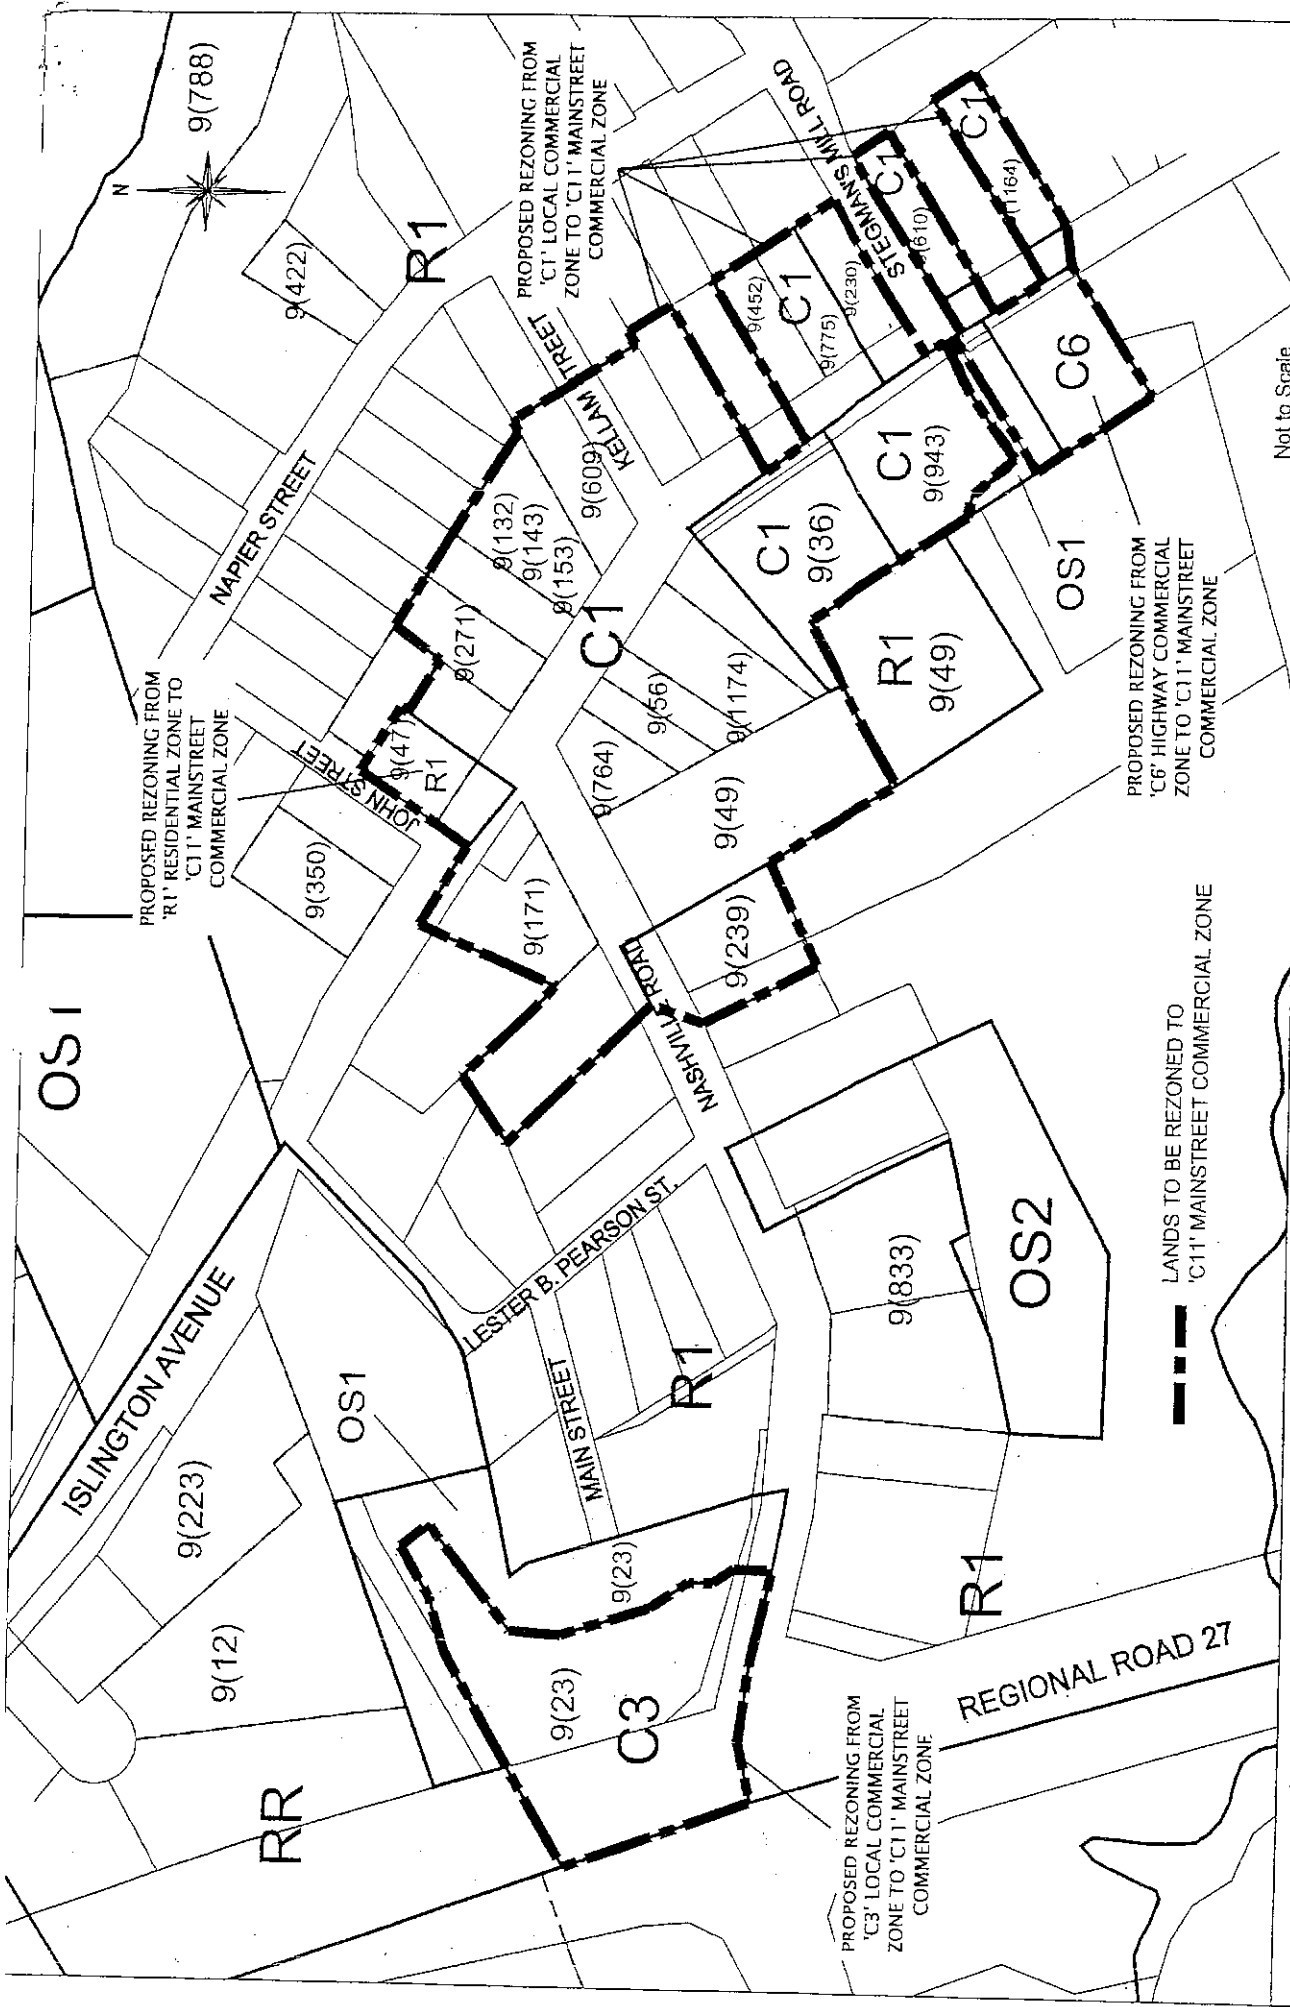 OS1
9(788)
N
9(422)
R1
NAPIER STREET
PROPOSED REZONING FROM
'R1' RESIDENTIAL ZONE TO
'C11' MAINSTREET
COMMERCIAL ZONE
JOHN STREET
9(350)
9(47)
R1
9(271)
9(132)
9(143)
9(153)
9(609)
KELLAM STREET
PROPOSED REZONING FROM
'C1' LOCAL COMMERCIAL
ZONE TO 'C11' MAINSTREET
COMMERCIAL ZONE
STEGMAN'S MILL ROAD
9(452)
C1
9(775)
9(230)
C1
(610)
C1
(1164)
C1
9(171)
9(764)
9(56)
9(1174)
C1
9(36)
C1
9(943)
C6
R1
9(49)
9(49)
9(239)
NASHVILLE ROAD
OS1
PROPOSED REZONING FROM
'C6' HIGHWAY COMMERCIAL
ZONE TO 'C11' MAINSTREET
COMMERCIAL ZONE
Not to Scale
ISLINGTON AVENUE
9(223)
9(12)
RR
OS1
LESTER B. PEARSON ST.
MAIN STREET
R1
9(23)
9(23)
C3
9(833)
OS2
R1
REGIONAL ROAD 27
PROPOSED REZONING FROM
'C3' LOCAL COMMERCIAL
ZONE TO 'C11' MAINSTREET
COMMERCIAL ZONE
LANDS TO BE REZONED TO
'C11' MAINSTREET COMMERCIAL ZONE